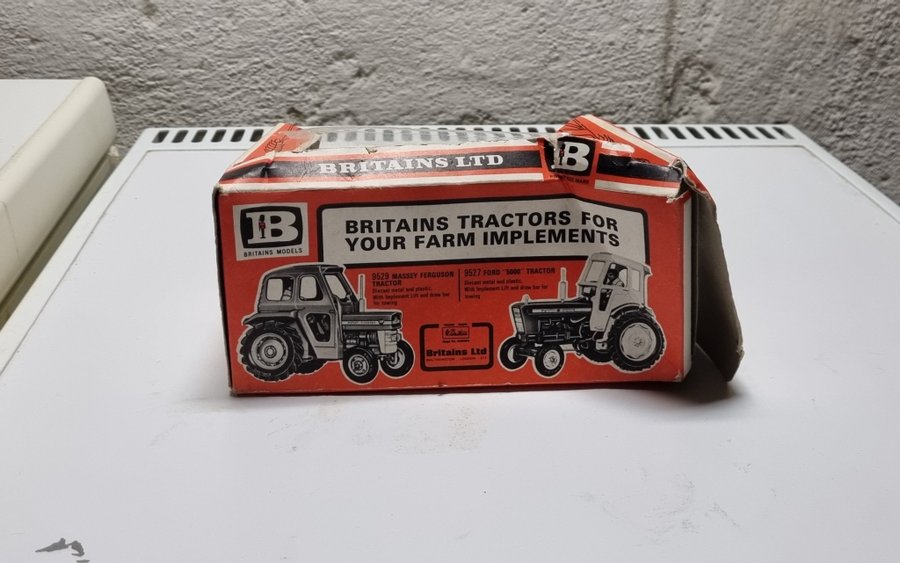 BRITAINS LTD
B
B
BRITAINS MODELS
BRITAINS TRACTORS FOR
YOUR FARM IMPLEMENTS
9529 MASSEY FERGUSON
TRACTOR
Diecast metal and plastic.
With Implement Lift and draw bar
for towing
9527 FORD "5000" TRACTOR
Diecast metal and plastic.
With Implement Lift and draw bar for
towing
Britains Ltd